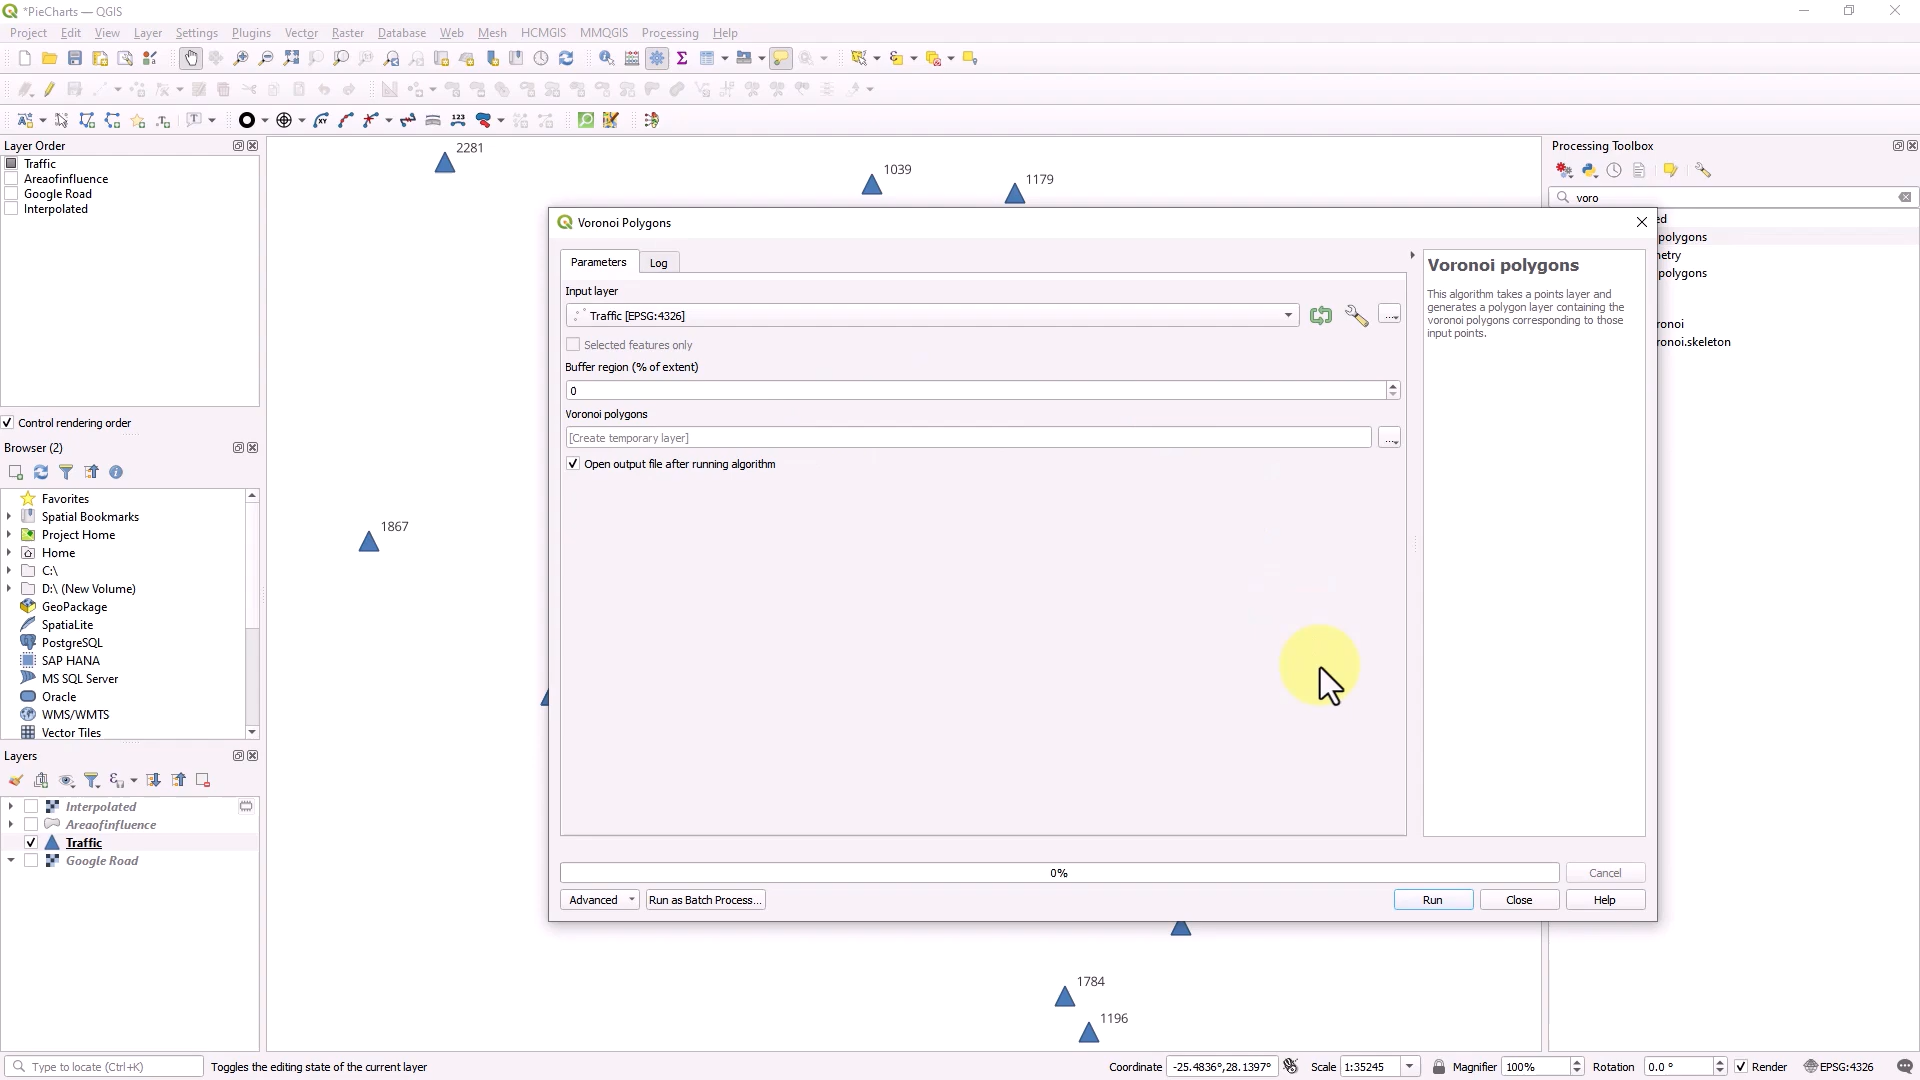 *PieCharts — QGIS
Project Edit View Layer Settings Plugins Vector Raster Database Web Mesh HCMGIS MMQGIS Processing Help
Layer Order
Traffic
Areaofinfluence
Google Road
Interpolated
Control rendering order
Browser (2)
Favorites
Spatial Bookmarks
Project Home
Home
C:\
D:\ (New Volume)
GeoPackage
SpatiaLite
PostgreSQL
SAP HANA
MS SQL Server
Oracle
WMS/WMTS
Vector Tiles
Layers
Interpolated
Areaofinfluence
Traffic
Google Road
2281
1039
1179
1867
1784
1196
Voronoi Polygons
Parameters Log
Input layer
Traffic [EPSG:4326]
Selected features only
Buffer region (% of extent)
0
Voronoi polygons
[Create temporary layer]
Open output file after running algorithm
Voronoi polygons
This algorithm takes a points layer and
generates a polygon layer containing the
voronoi polygons corresponding to those
input points.
0%
Cancel
Advanced Run as Batch Process... Run Close Help
Processing Toolbox
voro
ed
polygons
etry
polygons
ronoi
ronoi.skeleton
Type to locate (Ctrl+K) Toggles the editing state of the current layer Coordinate -25.4836°,28.1397° Scale 1:35245 Magnifier 100% Rotation 0.0 ° Render EPSG:4326